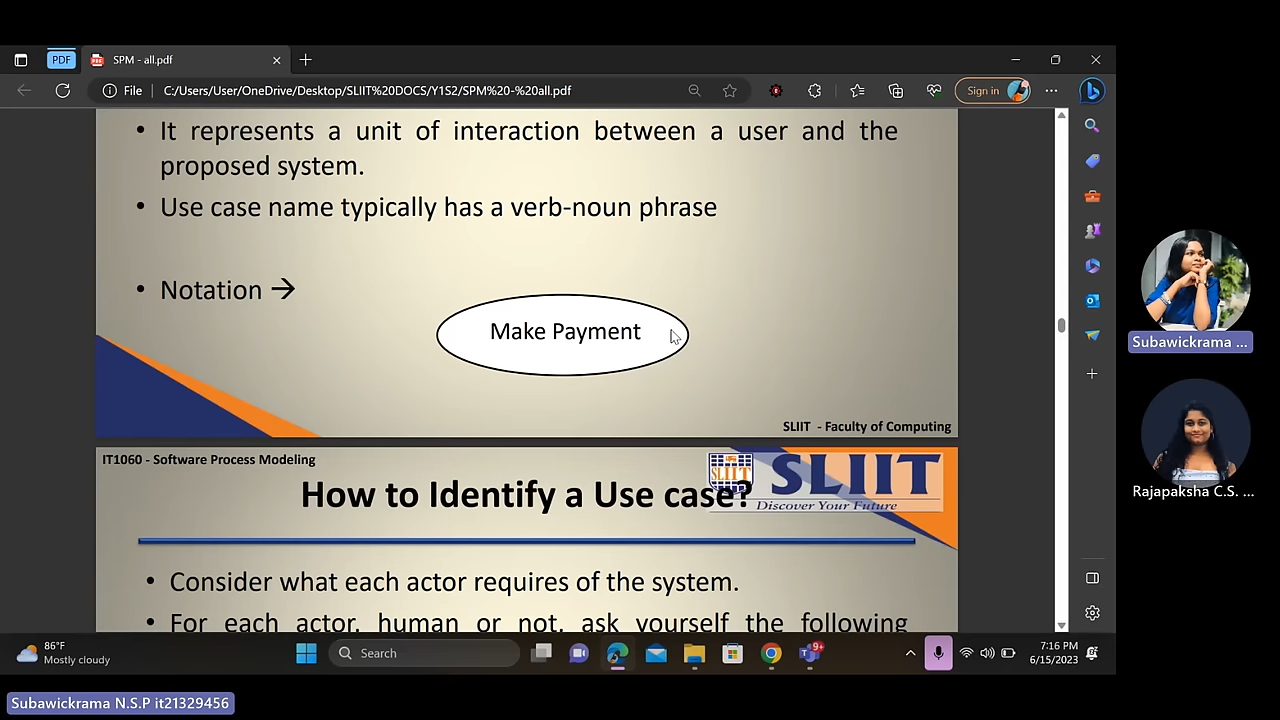 PDF
SPM - all.pdf
File
C:/Users/User/OneDrive/Desktop/SLIIT%20DOCS/Y1S2/SPM%20-%20all.pdf
Sign in
• It represents a unit of interaction between a user and the
proposed system.
• Use case name typically has a verb-noun phrase
• Notation →
Make Payment
SLIIT - Faculty of Computing
IT1060 - Software Process Modeling
SLIIT
SLIIT
Discover Your Future
How to Identify a Use case?
• Consider what each actor requires of the system.
• For each actor, human or not, ask yourself the following
Subawickrama ...
Rajapaksha C.S. ...
86°F
Mostly cloudy
Search
9+
7:16 PM
6/15/2023
Subawickrama N.S.P it21329456